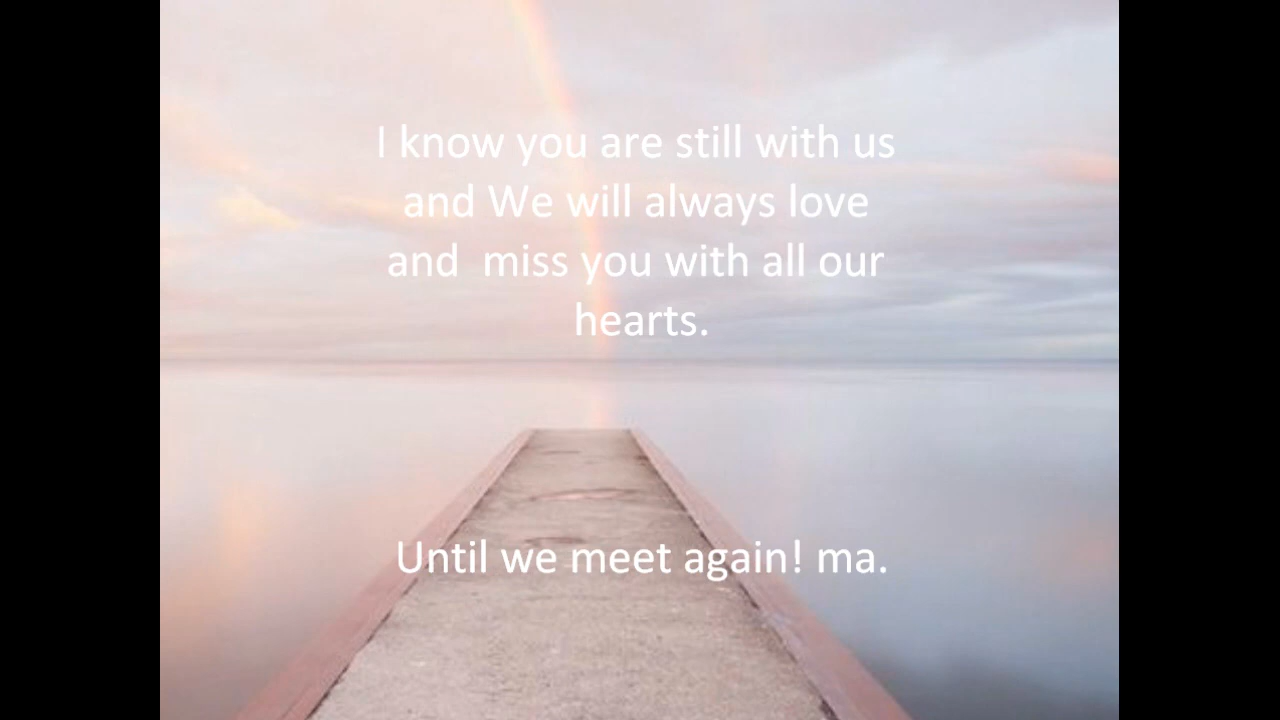 I know you are still with us
and We will always love
and  miss you with all our
hearts.
Until we meet again! ma.